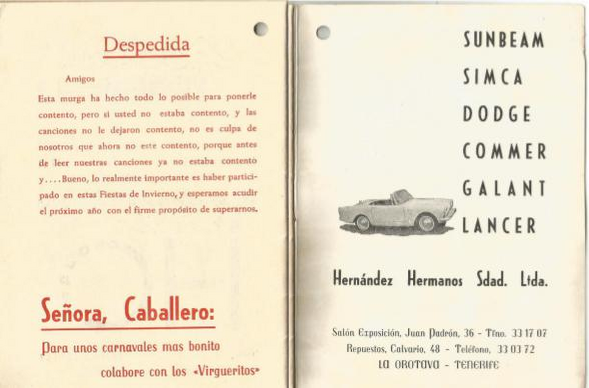 Despedida
Amigos
Esta murga ha hecho todo lo posible para ponerle
contento, pero si usted no estaba contento, y las
canciones no le dejaron contento, no es culpa de
nosotros que ahora no este contento, porque antes
de leer nuestras canciones ya no estaba contento
y....Bueno, lo realmente importante es haber partici-
pado en estas Fiestas de Invierno, y esperamos acudir
el próximo año con el firme propósito de superarnos.
Señora, Caballero:
Para unos carnavales mas bonito
colabore con los «Virgueritos»
SUNBEAM
SIMCA
DODGE
COMMER
GALANT
LANCER
Hernández Hermanos Sdad. Ltda.
Salón Exposición, Juan Padrón, 36 - Tfno. 33 17 07
Repuestos, Calvario, 48 - Teléfono, 33 03 72
LA OROTAVA - TENERIFE